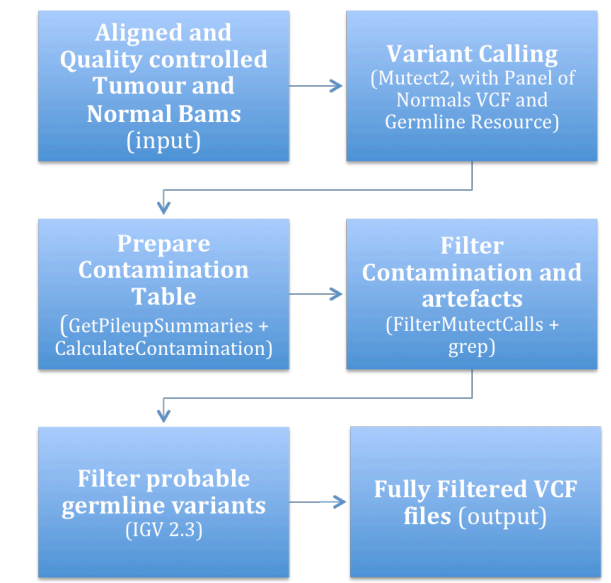 Aligned and
Quality controlled
Tumour and
Normal Bams
(input)
Variant Calling
(Mutect2, with Panel of
Normals VCF and
Germline Resource)
Prepare
Contamination
Table
(GetPileupSummaries +
CalculateContamination)
Filter
Contamination and
artefacts
(FilterMutectCalls +
grep)
Filter probable
germline variants
(IGV 2.3)
Fully Filtered VCF
files (output)